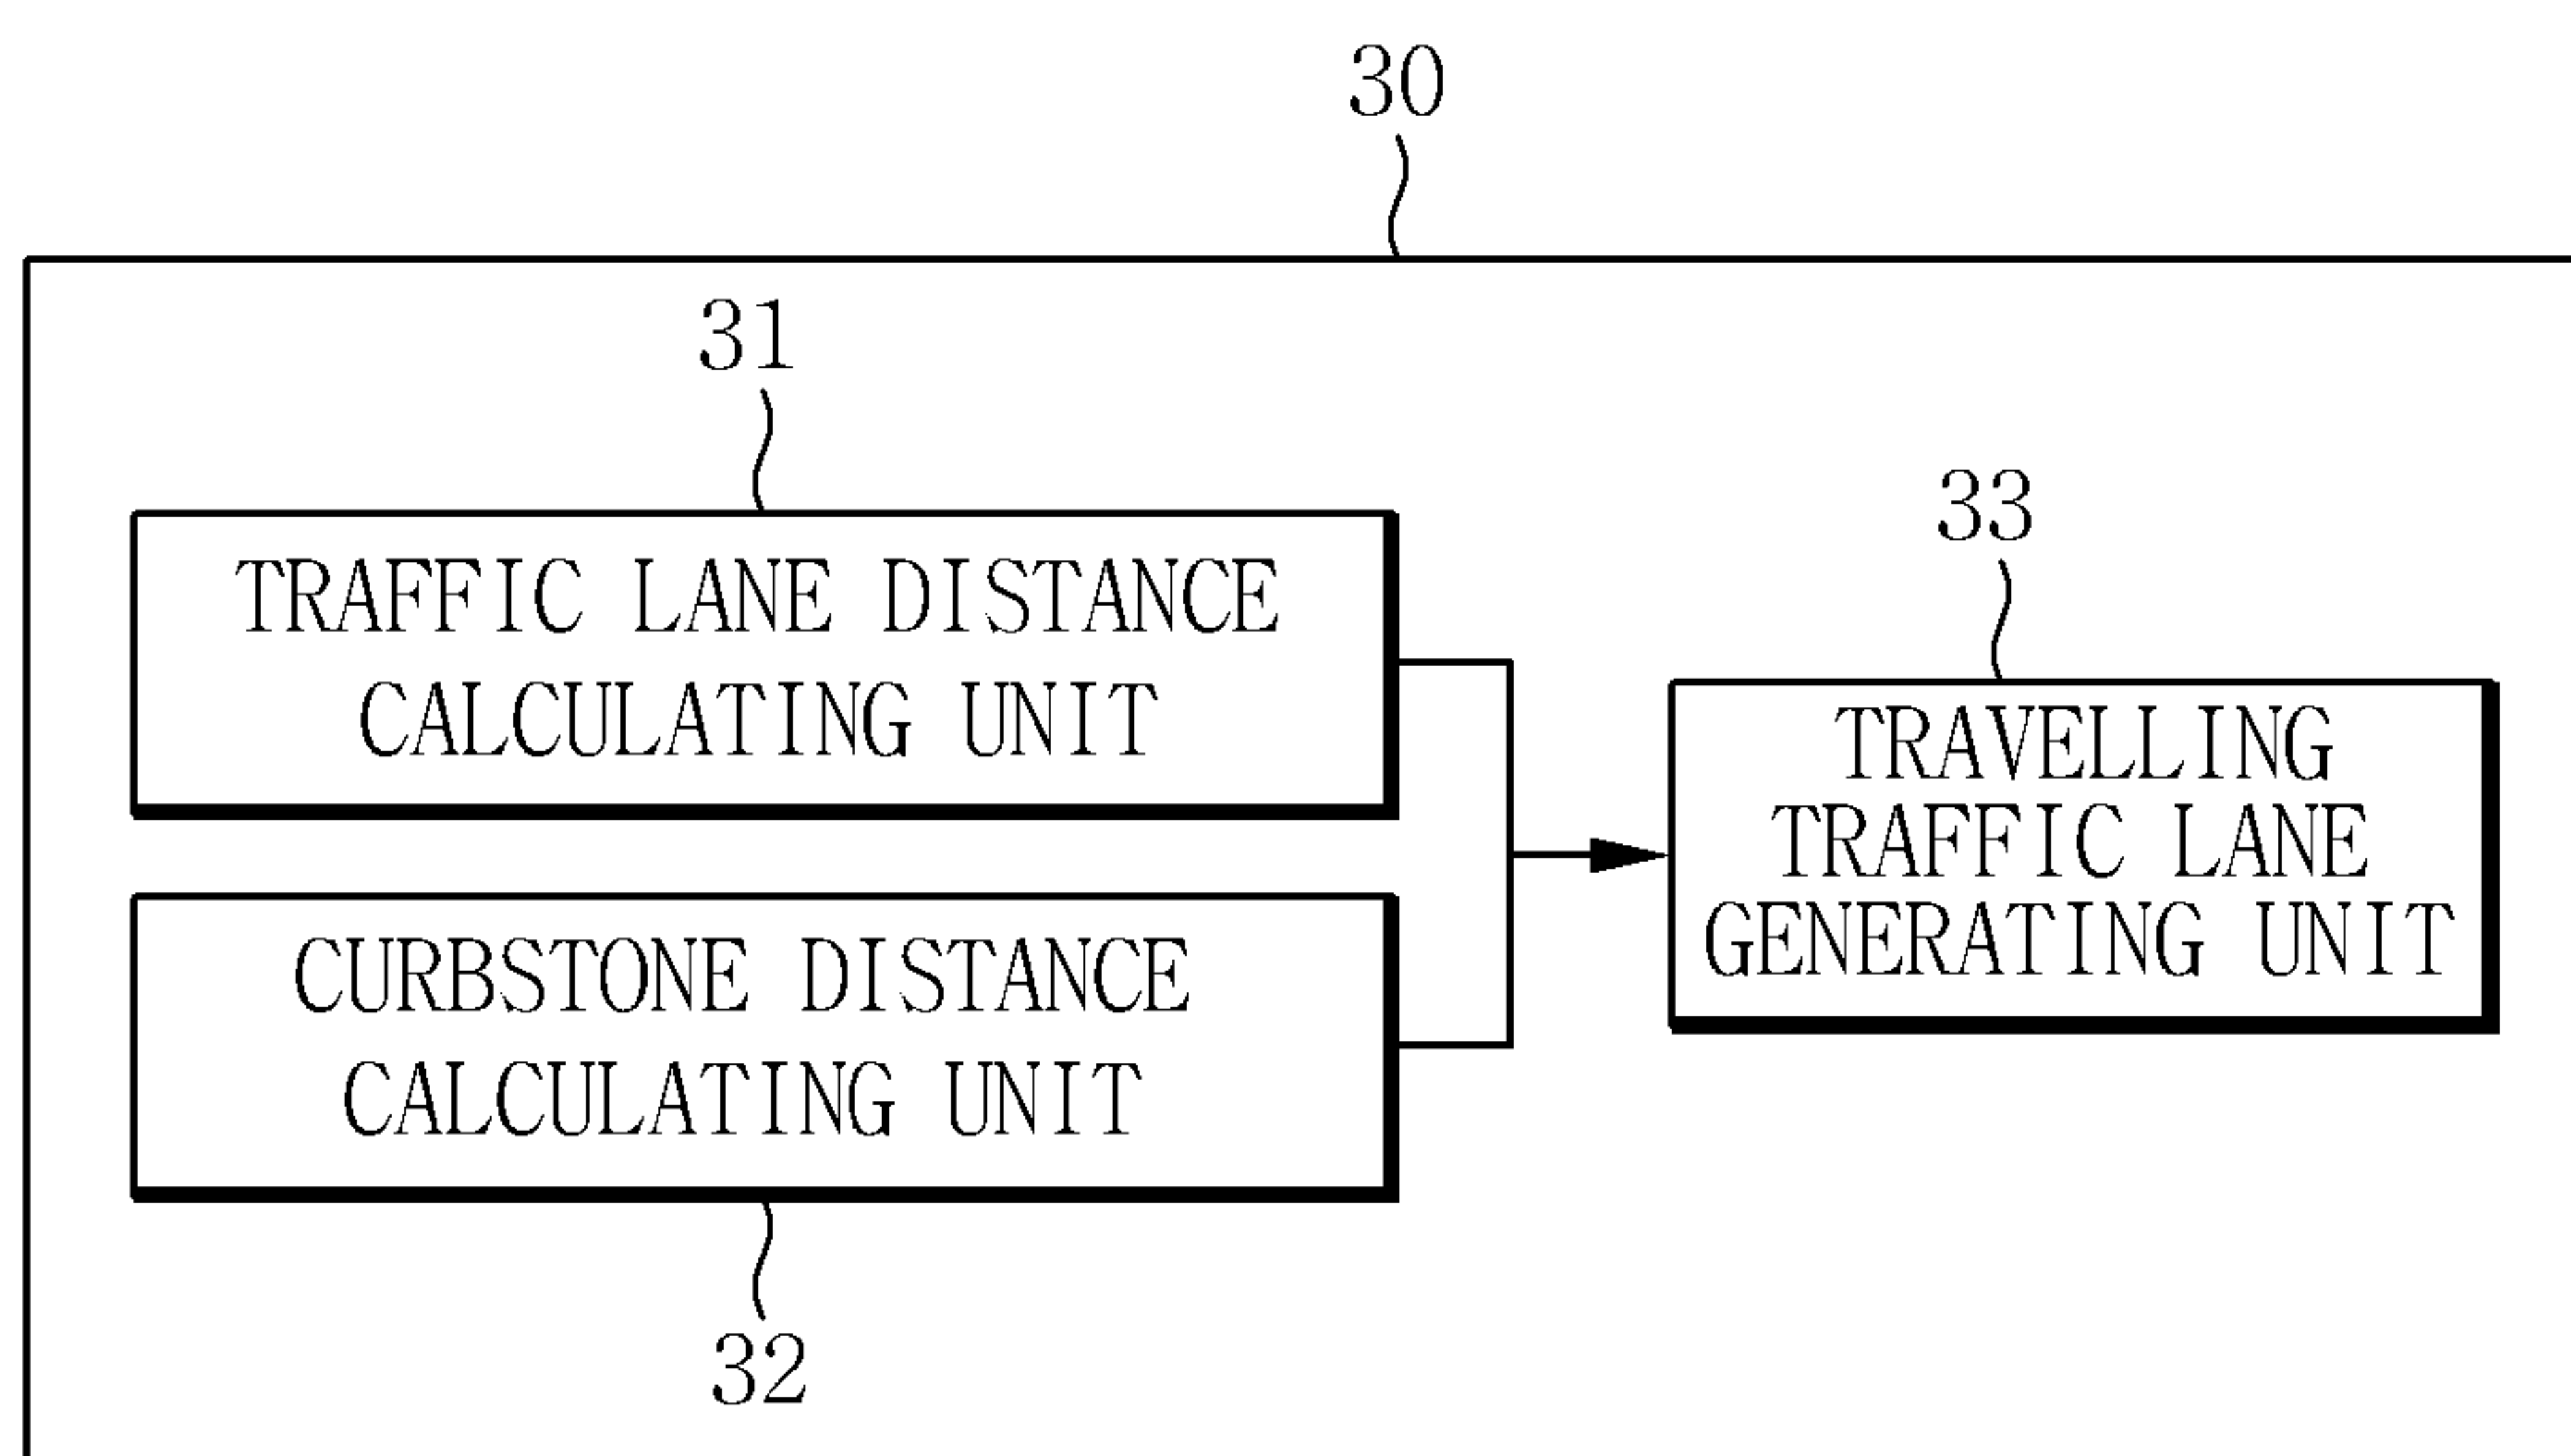 30
31
TRAFFIC LANE DISTANCE
CALCULATING UNIT
33
TRAVELLING
TRAFFIC LANE
GENERATING UNIT
CURBSTONE DISTANCE
CALCULATING UNIT
32